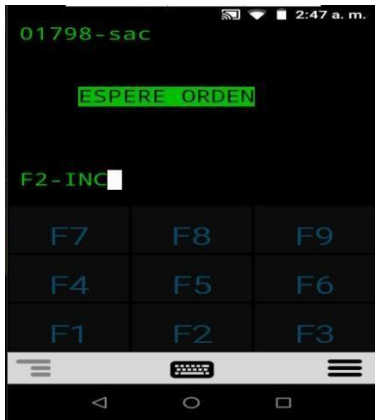 2:47 a. m.
01798-sac
ESPERE ORDEN
F2-INC
F7 F8 F9
F4 F5 F6
F1 F2 F3